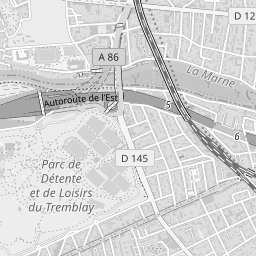 D 12
A 86
La Marne
Autoroute de l'Est
5
6
D 145
Parc de
Détente
et de Loisirs
du Tremblay